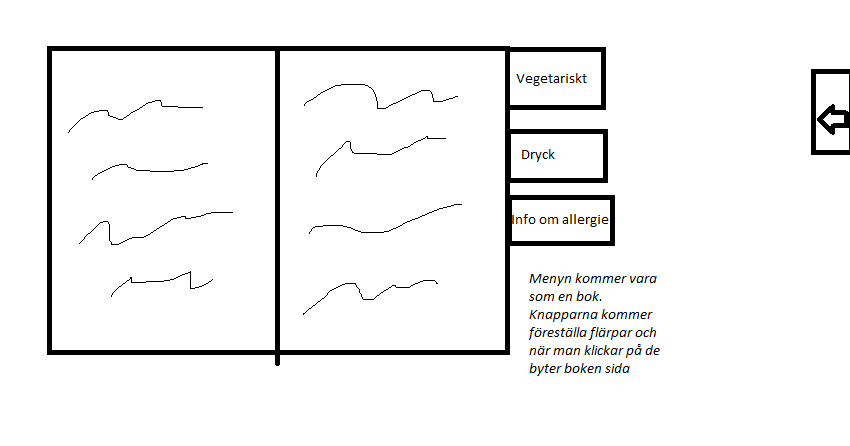 Vegetariskt
Dryck
Info om allergie
Menyn kommer vara
som en bok.
Knapparna kommer
föreställa flärpar och
när man klickar på de
byter boken sida